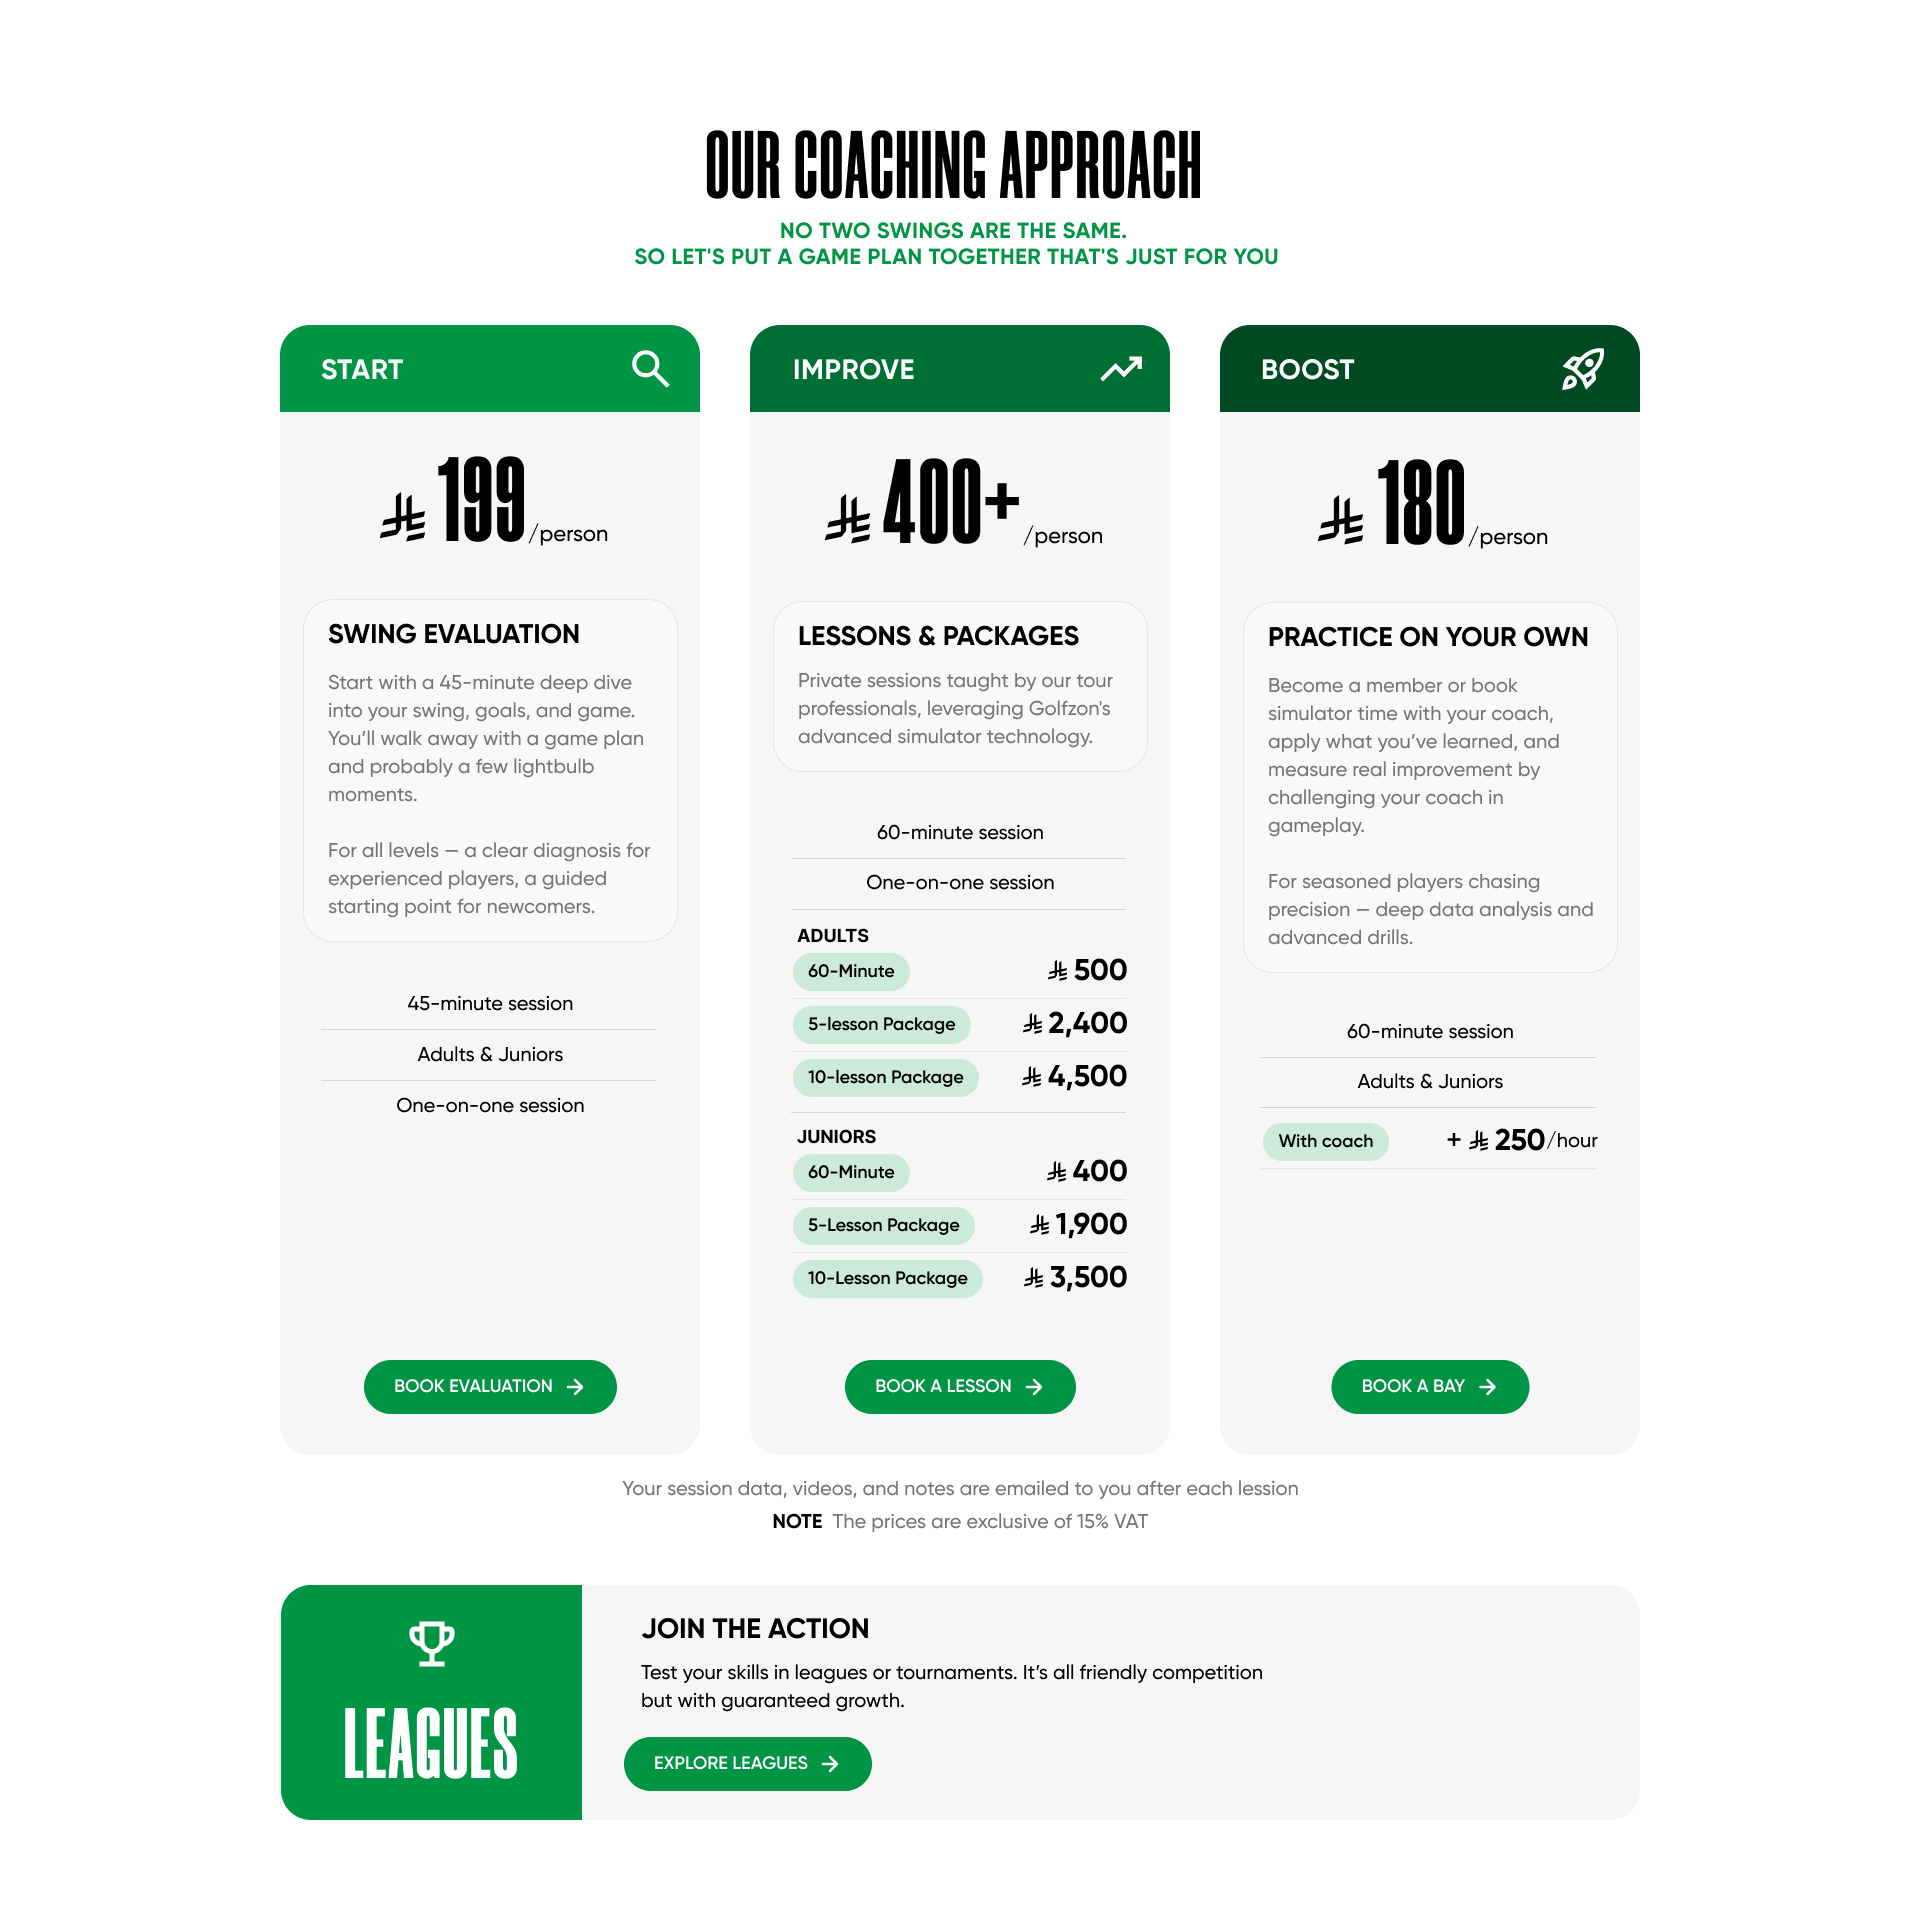 OUR COACHING APPROACH
NO TWO SWINGS ARE THE SAME.
SO LET'S PUT A GAME PLAN TOGETHER THAT'S JUST FOR YOU
START
⃁ 199/person
SWING EVALUATION
Start with a 45-minute deep dive
into your swing, goals, and game.
You’ll walk away with a game plan
and probably a few lightbulb
moments.
For all levels — a clear diagnosis for
experienced players, a guided
starting point for newcomers.
45-minute session
Adults & Juniors
One-on-one session
BOOK EVALUATION →
IMPROVE
⃁ 400+/person
LESSONS & PACKAGES
Private sessions taught by our tour
professionals, leveraging Golfzon's
advanced simulator technology.
60-minute session
One-on-one session
ADULTS
60-Minute ⃁ 500
5-lesson Package ⃁ 2,400
10-lesson Package ⃁ 4,500
JUNIORS
60-Minute ⃁ 400
5-Lesson Package ⃁ 1,900
10-Lesson Package ⃁ 3,500
BOOK A LESSON →
BOOST
⃁ 180/person
PRACTICE ON YOUR OWN
Become a member or book
simulator time with your coach,
apply what you’ve learned, and
measure real improvement by
challenging your coach in
gameplay.
For seasoned players chasing
precision — deep data analysis and
advanced drills.
60-minute session
Adults & Juniors
With coach + ⃁ 250/hour
BOOK A BAY →
Your session data, videos, and notes are emailed to you after each lession
NOTE The prices are exclusive of 15% VAT
LEAGUES
JOIN THE ACTION
Test your skills in leagues or tournaments. It’s all friendly competition
but with guaranteed growth.
EXPLORE LEAGUES →